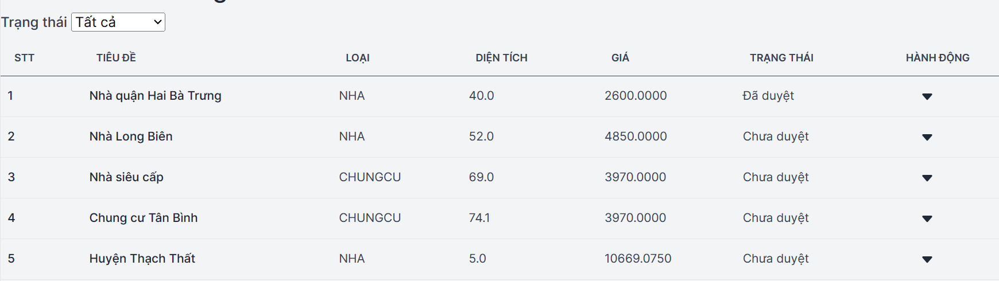 Trạng thái Tất cả
STT TIÊU ĐỀ LOẠI DIỆN TÍCH GIÁ TRẠNG THÁI HÀNH ĐỘNG
1 Nhà quận Hai Bà Trưng NHA 40.0 2600.0000 Đã duyệt
2 Nhà Long Biên NHA 52.0 4850.0000 Chưa duyệt
3 Nhà siêu cấp CHUNGCU 69.0 3970.0000 Chưa duyệt
4 Chung cư Tân Bình CHUNGCU 74.1 3970.0000 Chưa duyệt
5 Huyện Thạch Thất NHA 5.0 10669.0750 Chưa duyệt